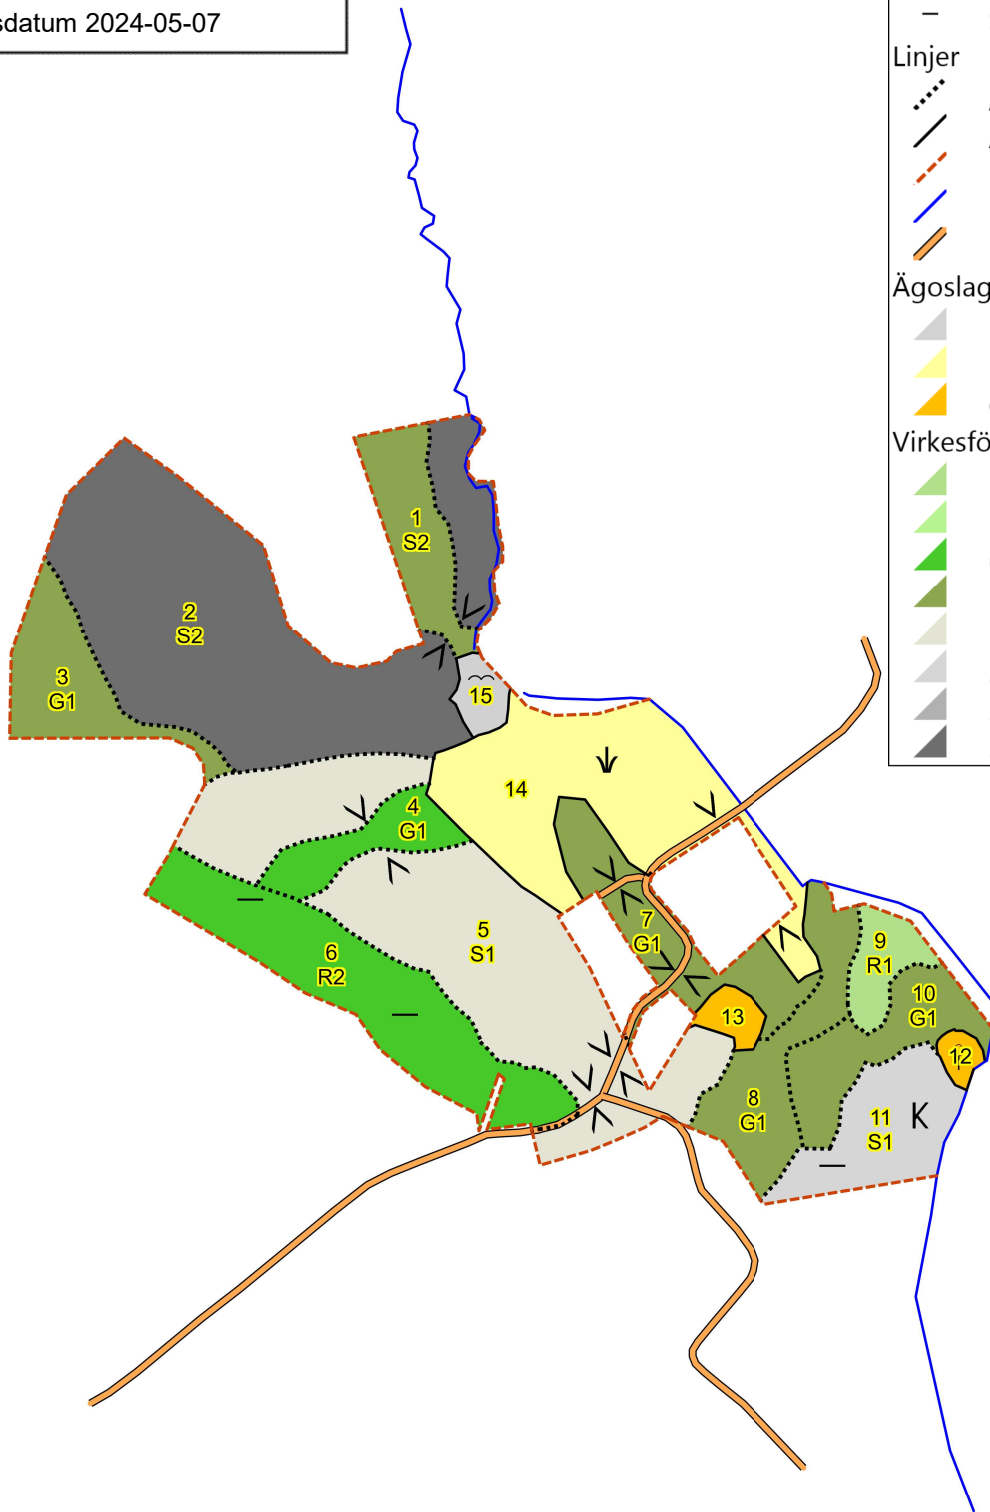 sdatum 2024-05-07
Linjer
Ägoslag
Virkesfö
1
S2
2
S2
3
G1
15
14
4
G1
5
S1
6
R2
7
G1
9
R1
10
G1
13
12
8
G1
11
S1
K